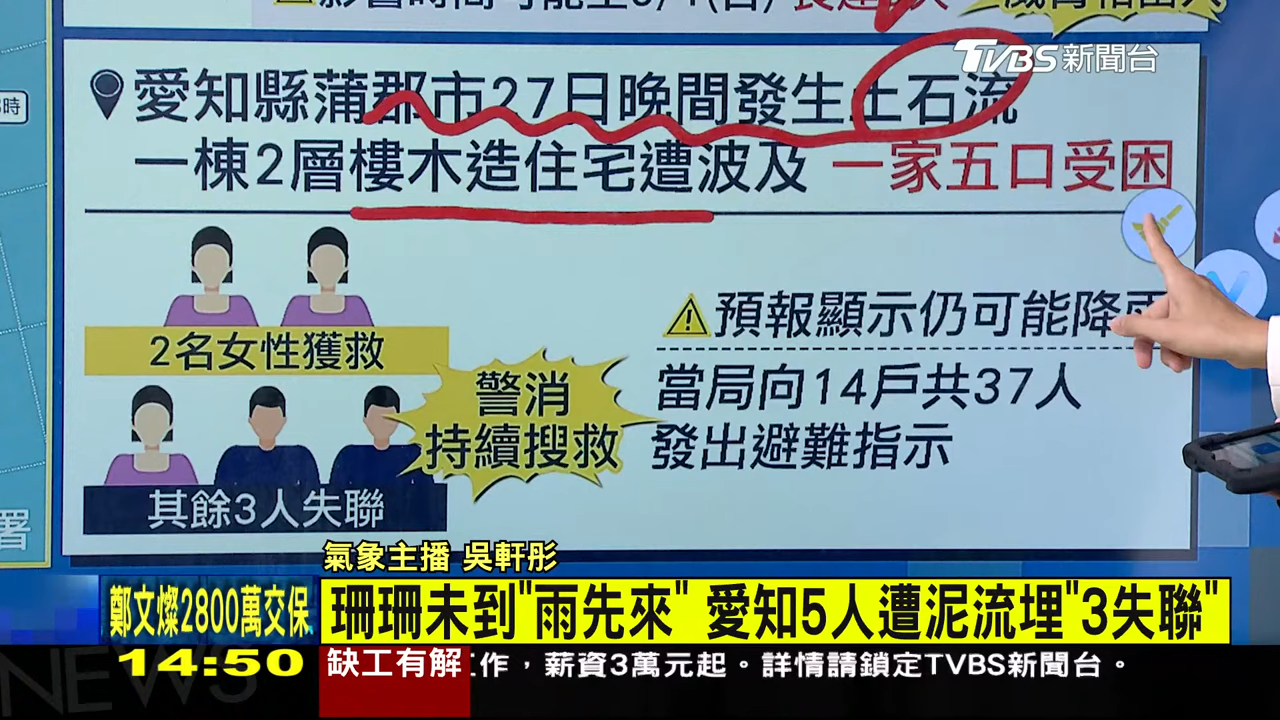 TVBS新聞台
愛知縣蒲郡市27日晚間發生土石流
一棟2層樓木造住宅遭波及 一家五口受困
2名女性獲救
預報顯示仍可能降雨
警消
持續搜救
當局向14戶共37人
發出避難指示
其餘3人失聯
署
氣象主播 吳軒彤
鄭文燦2800萬交保
珊珊未到"雨先來" 愛知5人遭泥流埋"3失聯"
14:50
缺工有解
工作，薪資3萬元起。詳情請鎖定TVBS新聞台。
NEWS